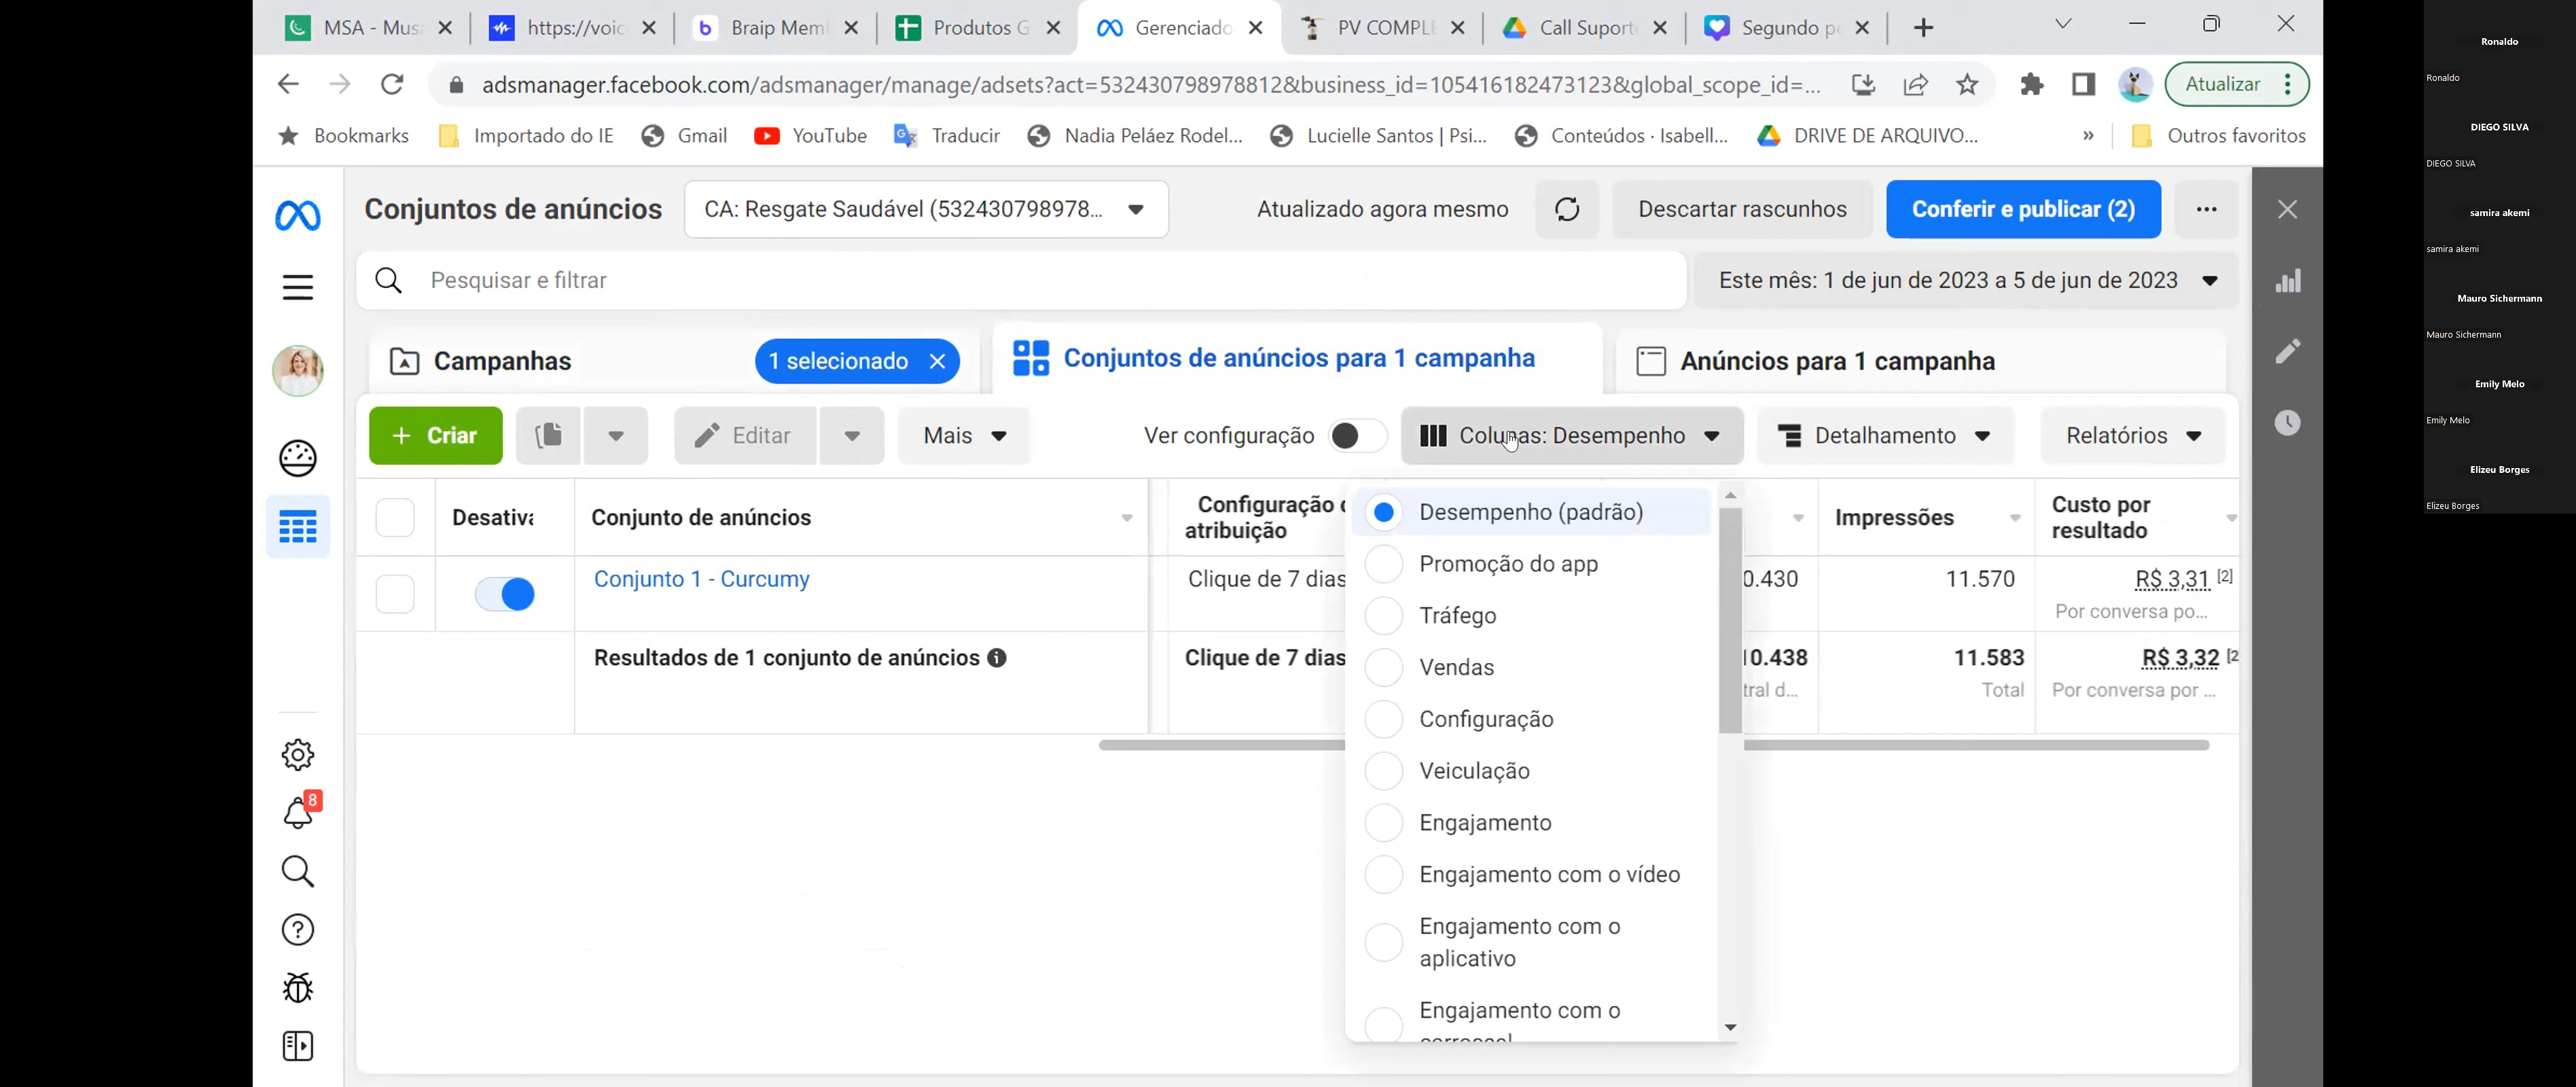 MSA - Musa
https://voic
Braip Mem
Produtos G
Gerenciado
PV COMPLE
Call Suport
Segundo pe
adsmanager.facebook.com/adsmanager/manage/adsets?act=532430798978812&business_id=105416182473123&global_scope_id=...
Atualizar
Bookmarks
Importado do IE
Gmail
YouTube
Traducir
Nadia Peláez Rodel...
Lucielle Santos | Psi...
Conteúdos · Isabell...
DRIVE DE ARQUIVO...
»
Outros favoritos
Conjuntos de anúncios
CA: Resgate Saudável (532430798978...
Atualizado agora mesmo
Descartar rascunhos
Conferir e publicar (2)
Pesquisar e filtrar
Este mês: 1 de jun de 2023 a 5 de jun de 2023
Campanhas
1 selecionado
Conjuntos de anúncios para 1 campanha
Anúncios para 1 campanha
+ Criar
Editar
Mais
Ver configuração
Colunas: Desempenho
Detalhamento
Relatórios
Desativa
Conjunto de anúncios
Configuração d
atribuição
Impressões
Custo por
resultado
Conjunto 1 - Curcumy
Clique de 7 dias
0.430
11.570
R$ 3,31 [2]
Por conversa po...
Resultados de 1 conjunto de anúncios
Clique de 7 dias
10.438
tral d...
11.583
Total
R$ 3,32 [2
Por conversa por ...
Desempenho (padrão)
Promoção do app
Tráfego
Vendas
Configuração
Veiculação
Engajamento
Engajamento com o vídeo
Engajamento com o
aplicativo
Engajamento com o
8
Ronaldo
Ronaldo
DIEGO SILVA
DIEGO SILVA
samira akemi
samira akemi
Mauro Sichermann
Mauro Sichermann
Emily Melo
Emily Melo
Elizeu Borges
Elizeu Borges